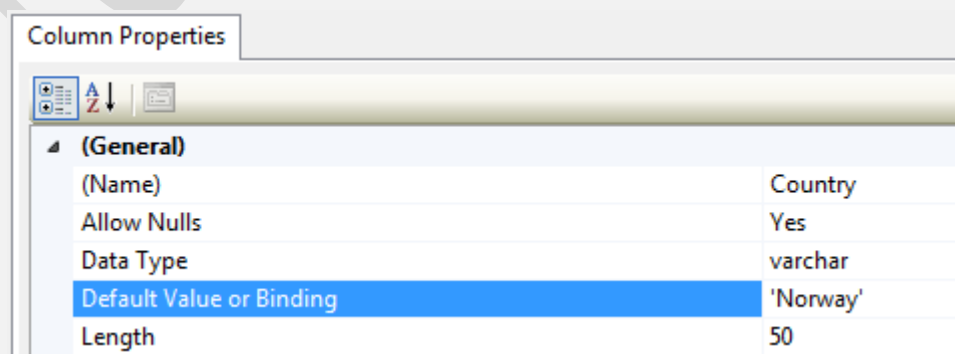 Column Properties
(General)
(Name) Country
Allow Nulls Yes
Data Type varchar
Default Value or Binding 'Norway'
Length 50